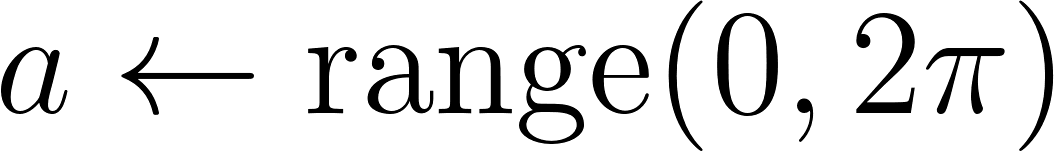 a ← range(0, 2π)